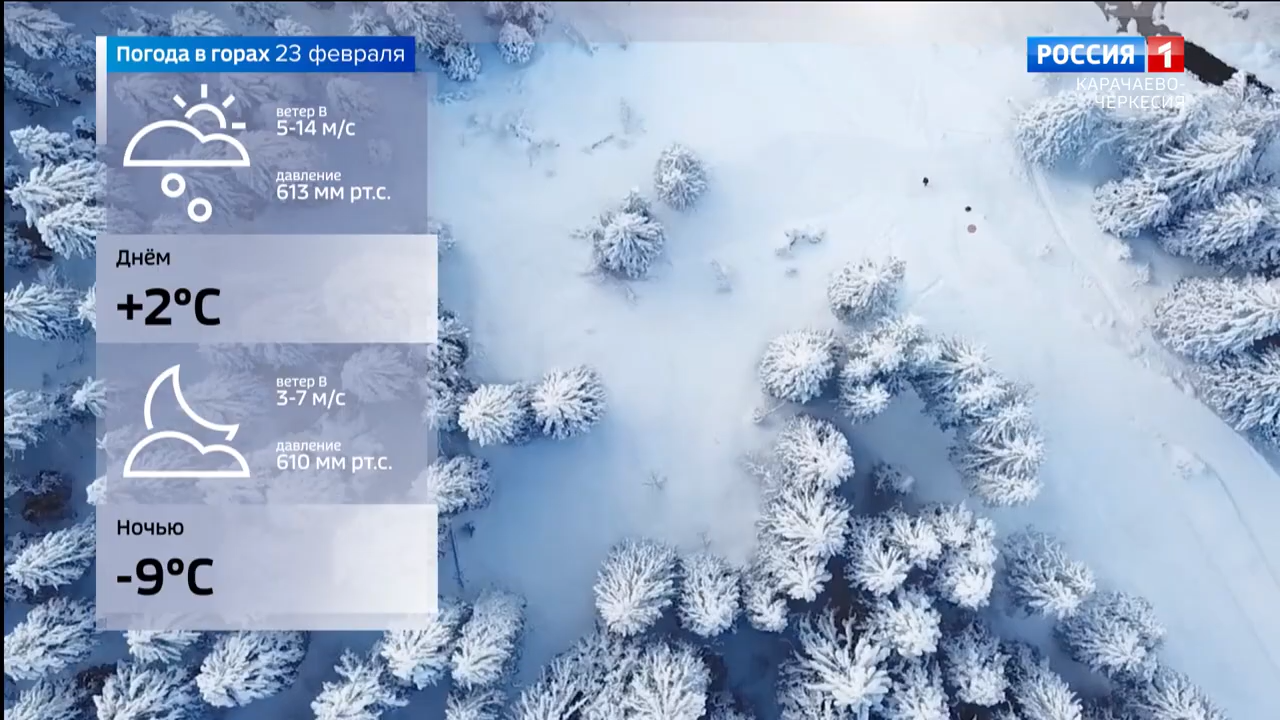 Погода в горах 23 февраля
РОССИЯ 1
КАРАЧАЕВО-
ЧЕРКЕСИЯ
ветер В
5-14 м/с
давление
613 мм рт.с.
Днём
+2°C
ветер В
3-7 м/с
давление
610 мм рт.с.
Ночью
-9°C